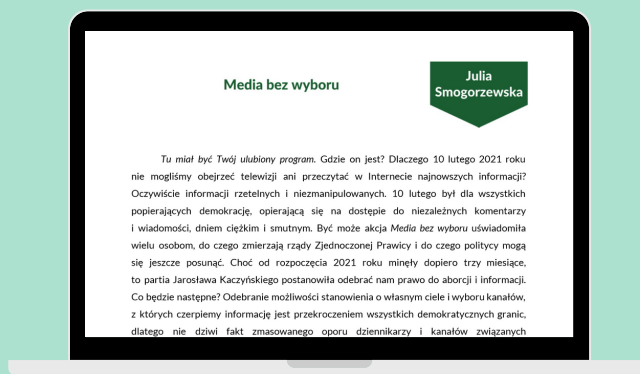 Media bez wyboru
Julia
Smogorzewska
Tu miał być Twój ulubiony program. Gdzie on jest? Dlaczego 10 lutego 2021 roku
nie mogliśmy obejrzeć telewizji ani przeczytać w Internecie najnowszych informacji?
Oczywiście informacji rzetelnych i niezmanipulowanych. 10 lutego był dla wszystkich
popierających demokrację, opierającą się na dostępie do niezależnych komentarzy
i wiadomości, dniem ciężkim i smutnym. Być może akcja Media bez wyboru uświadomiła
wielu osobom, do czego zmierzają rządy Zjednoczonej Prawicy i do czego politycy mogą
się jeszcze posunąć. Choć od rozpoczęcia 2021 roku minęły dopiero trzy miesiące,
to partia Jarosława Kaczyńskiego postanowiła odebrać nam prawo do aborcji i informacji.
Co będzie następne? Odebranie możliwości stanowienia o własnym ciele i wyboru kanałów,
z których czerpiemy informację jest przekroczeniem wszystkich demokratycznych granic,
dlatego nie dziwi fakt zmasowanego oporu dziennikarzy i kanałów związanych